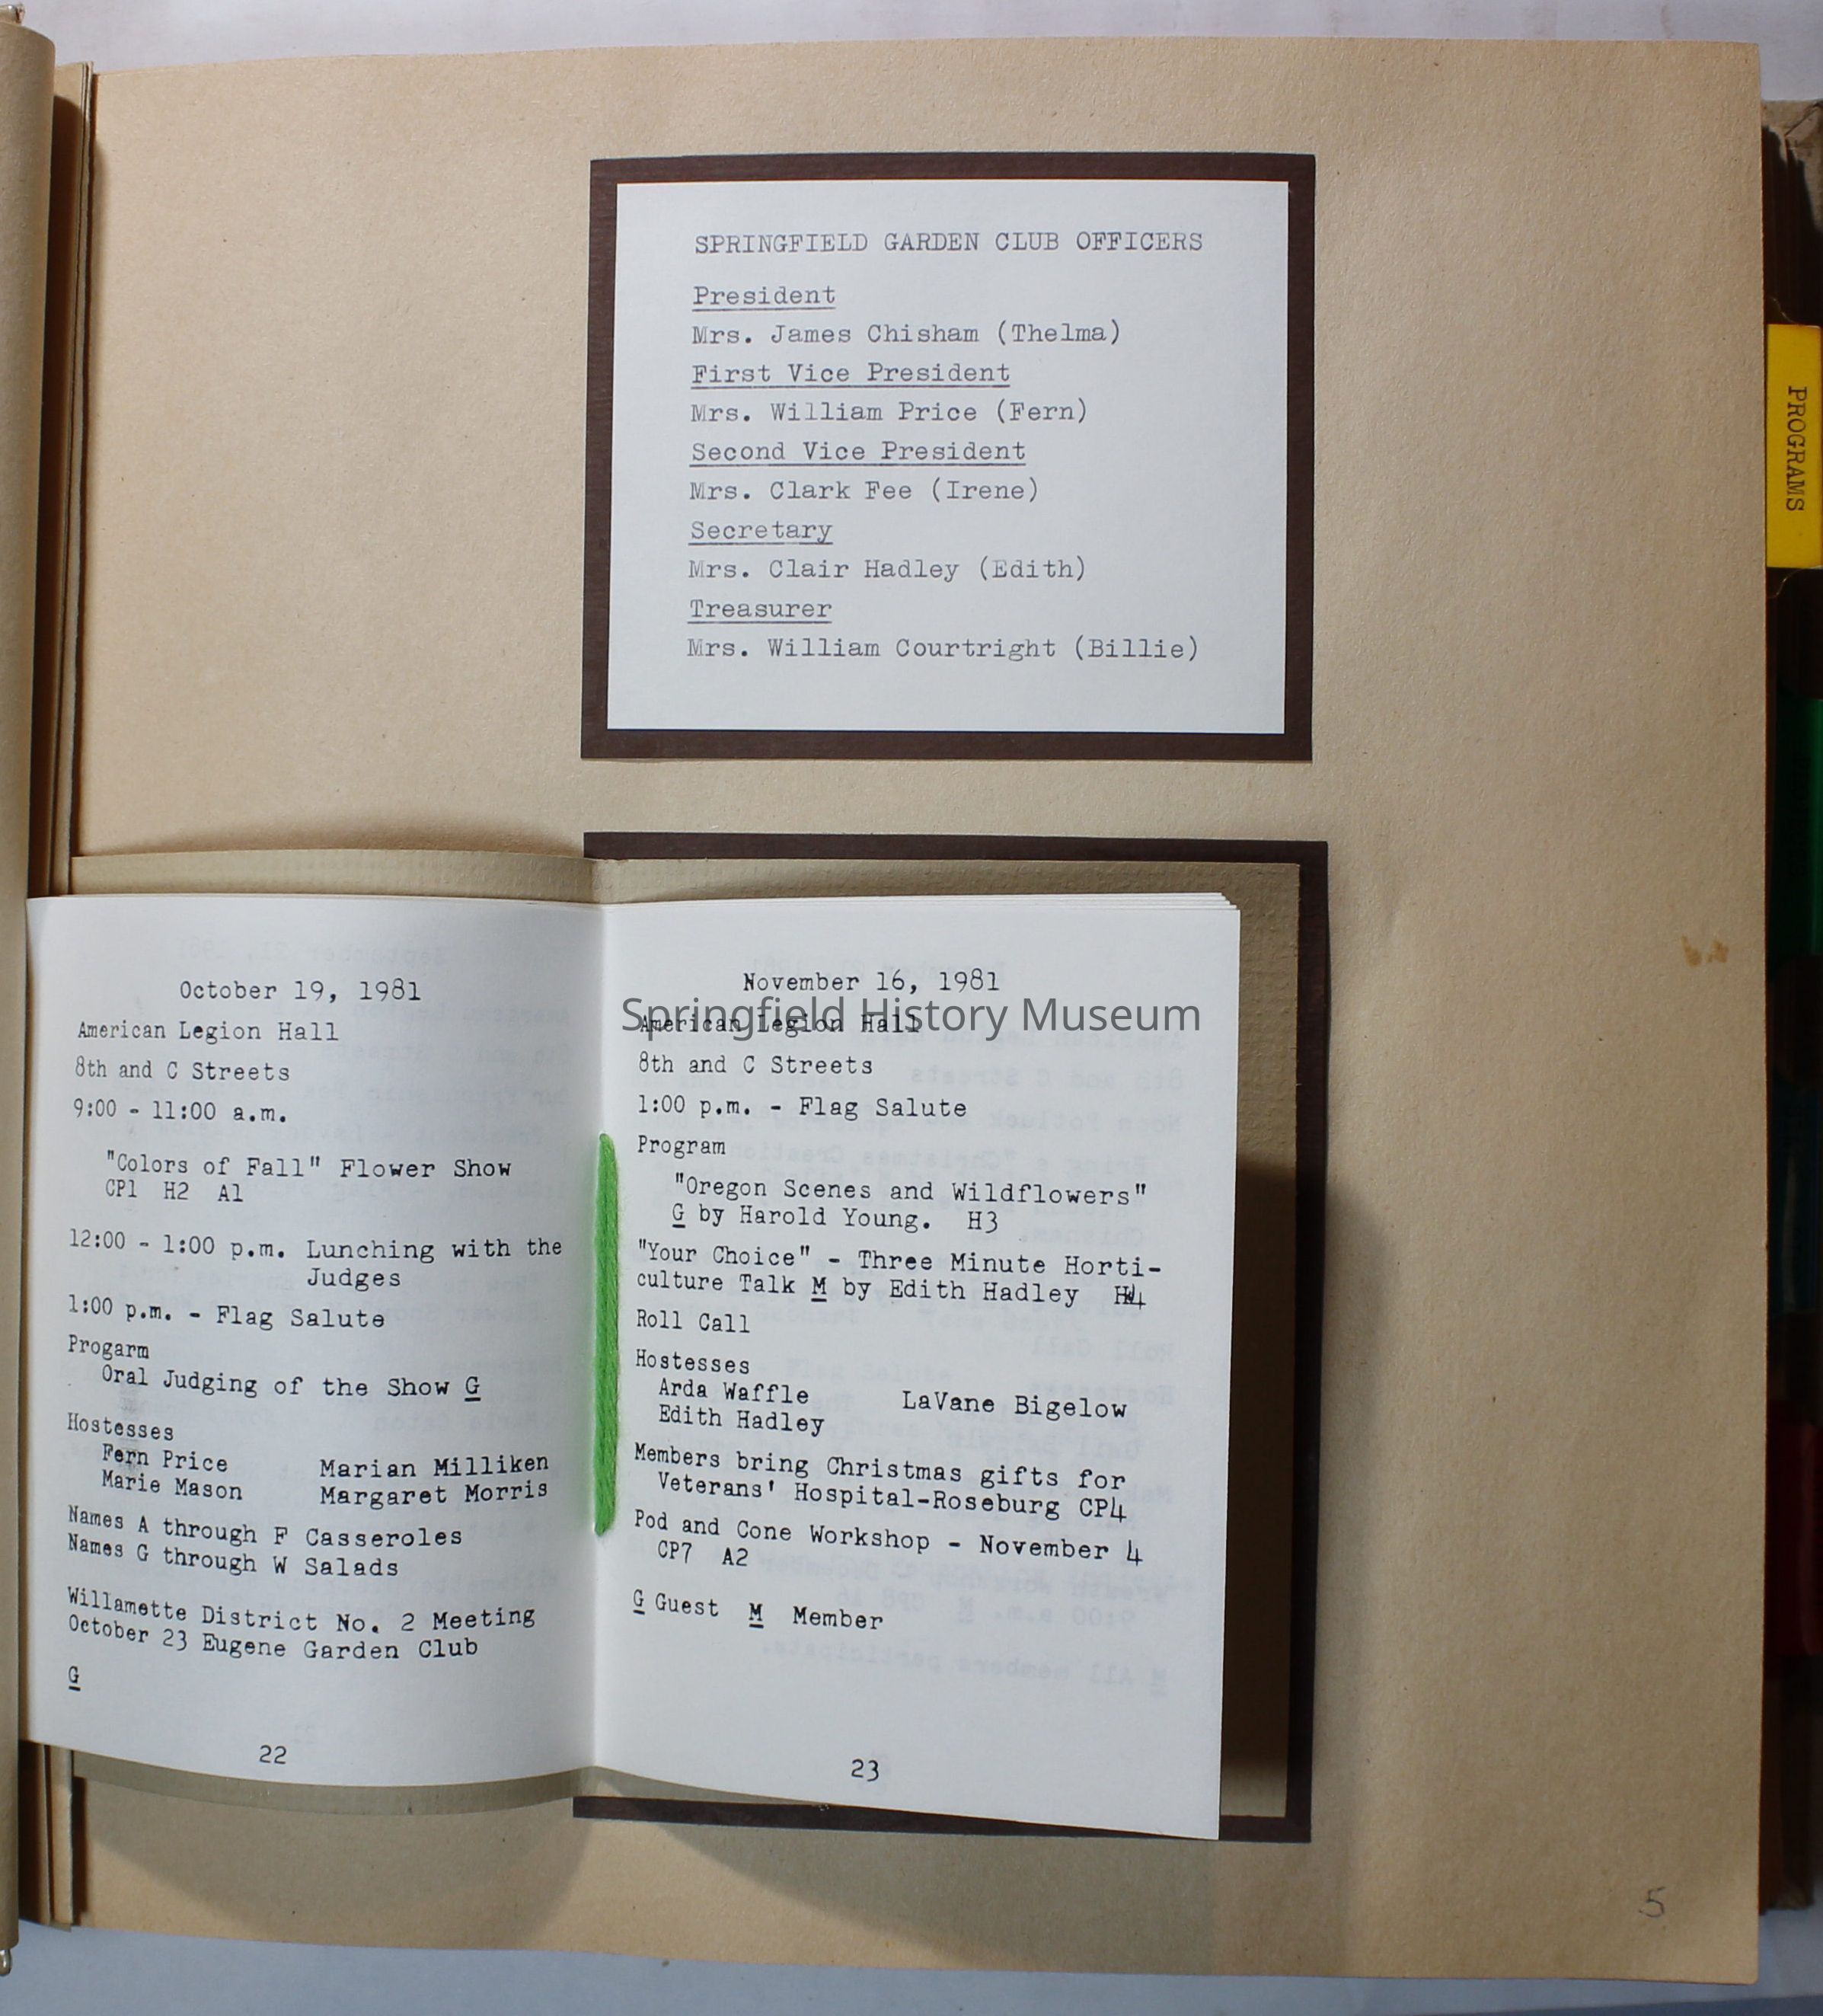 SPRINGFIELD GARDEN CLUB OFFICERS
President
Mrs. James Chisham (Thelma)
First Vice President
Mrs. William Price (Fern)
Second Vice President
Mrs. Clark Fee (Irene)
Secretary
Mrs. Clair Hadley (Edith)
Treasurer
Mrs. William Courtright (Billie)
PROGRAMS
October 19, 1981
American Legion Hall
8th and C Streets
9:00 - 11:00 a.m.
"Colors of Fall" Flower Show
CP1 H2 A1
12:00 - 1:00 p.m. Lunching with the
Judges
1:00 p.m. - Flag Salute
Progarm
Oral Judging of the Show G
Hostesses
Fern Price Marian Milliken
Marie Mason Margaret Morris
Names A through F Casseroles
Names G through W Salads
Willamette District No. 2 Meeting
October 23 Eugene Garden Club
G
22
November 16, 1981
Springfield History Museum
American Legion Hall
8th and C Streets
1:00 p.m. - Flag Salute
Program
"Oregon Scenes and Wildflowers"
G by Harold Young. H3
"Your Choice" - Three Minute Horti-
culture Talk M by Edith Hadley H4
Roll Call
Hostesses
Arda Waffle LaVane Bigelow
Edith Hadley
Members bring Christmas gifts for
Veterans' Hospital-Roseburg CP4
Pod and Cone Workshop - November 4
CP7 A2
G Guest M Member
23
5